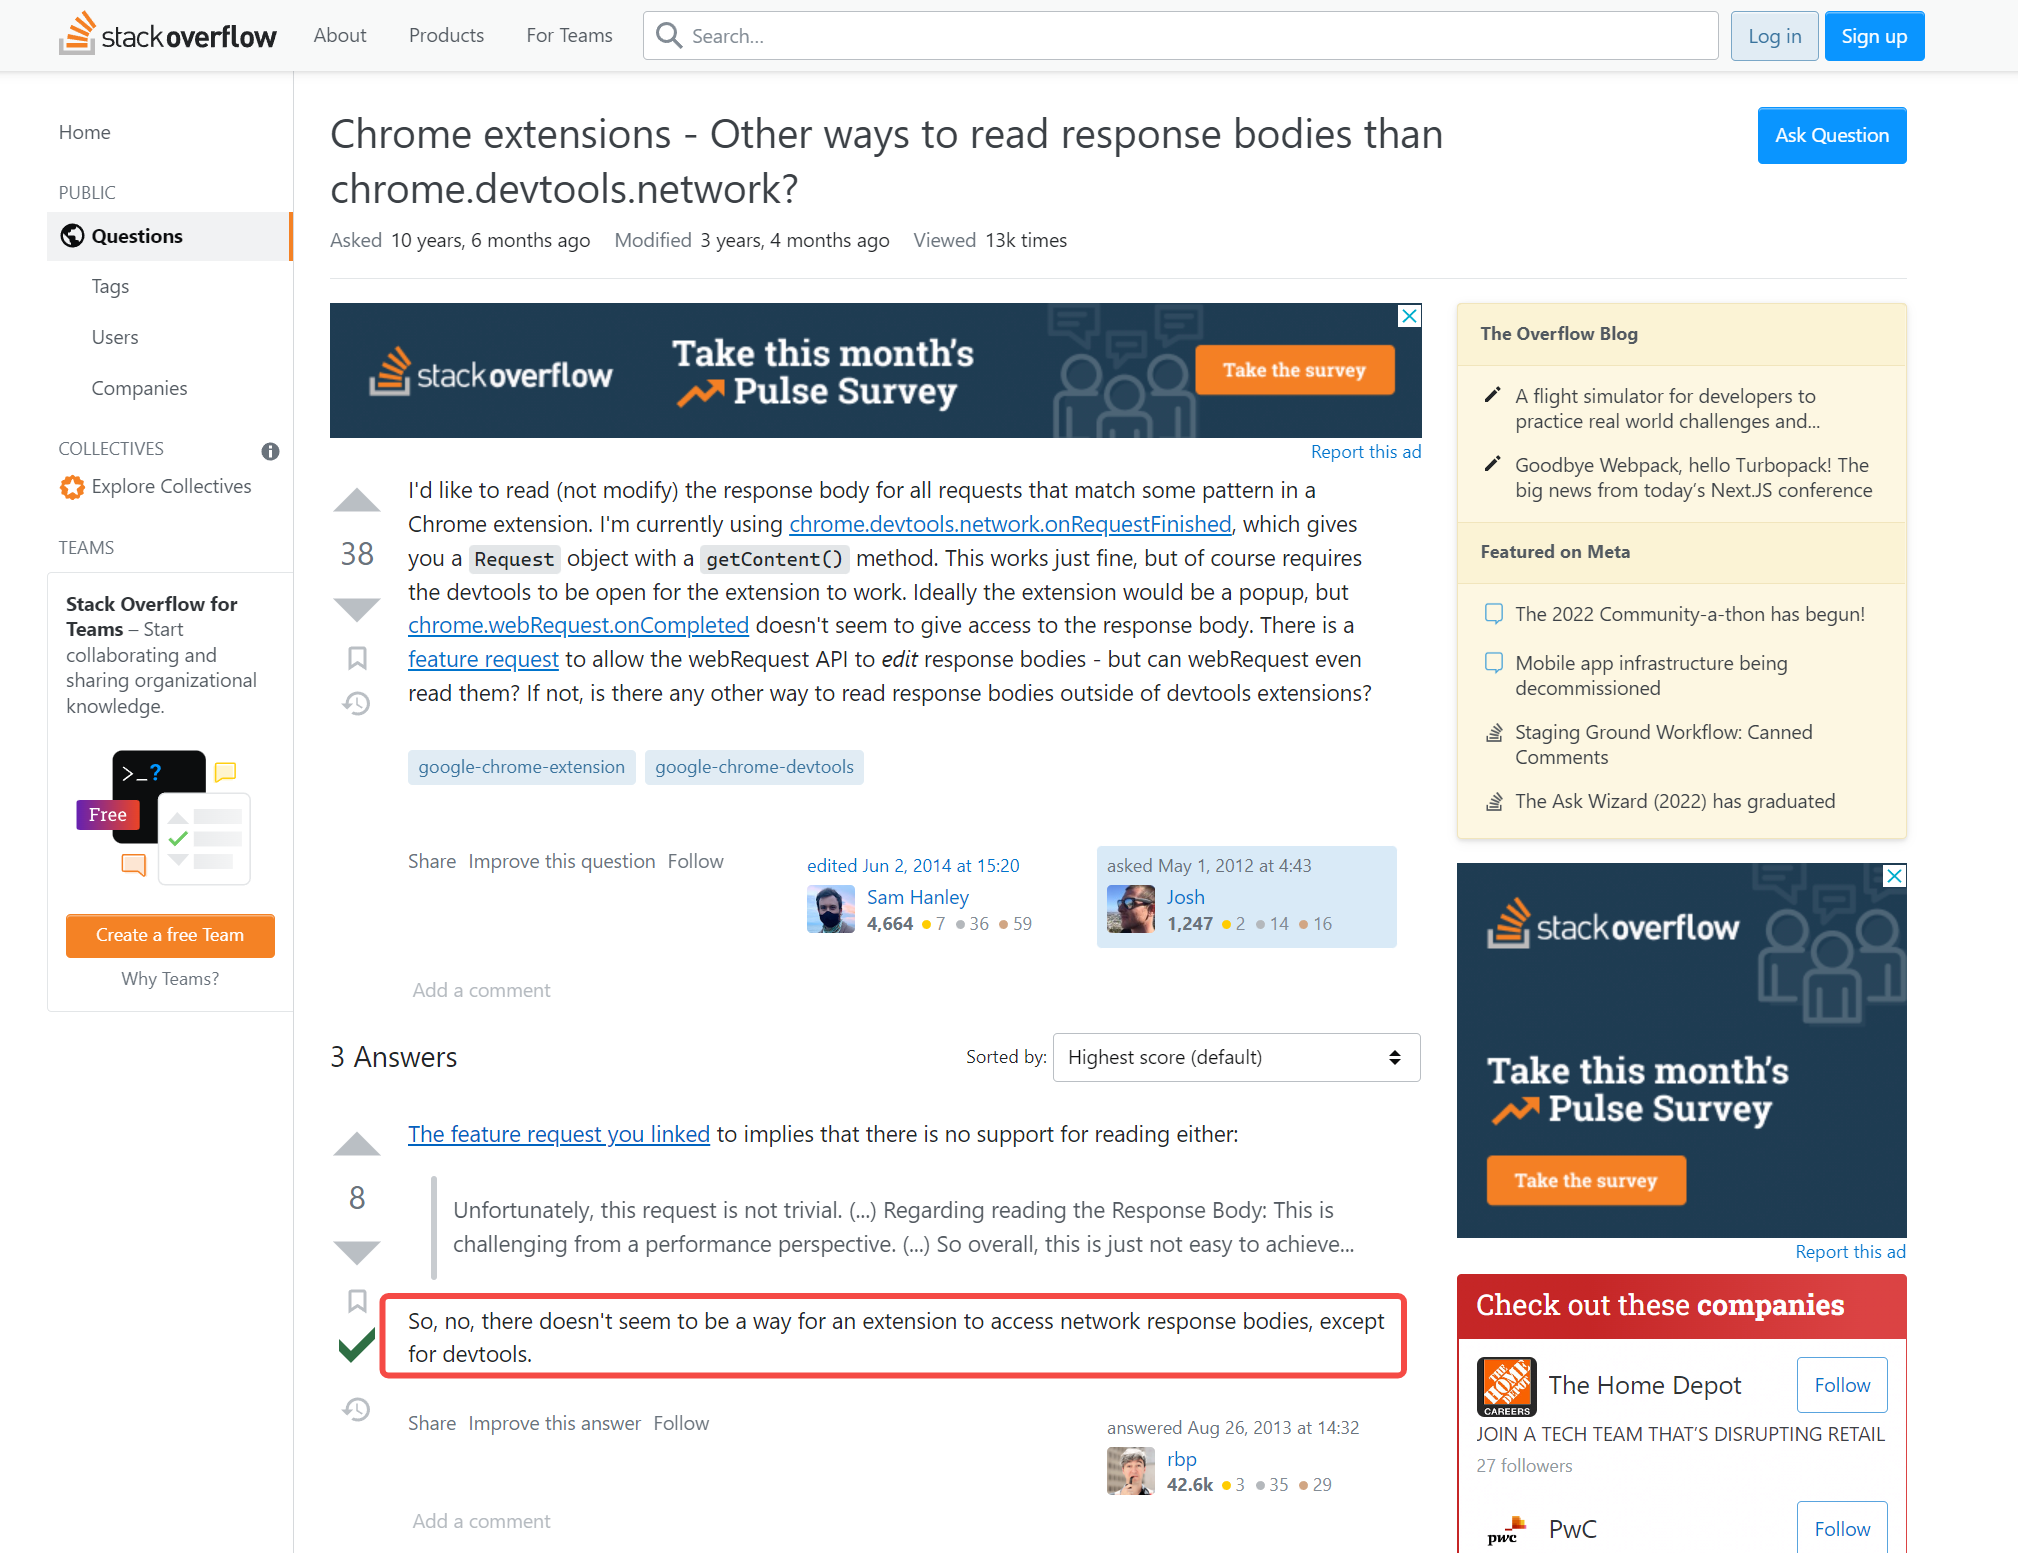 stackoverflow
About
Products
For Teams
Search...
Log in
Sign up
Home
PUBLIC
Questions
Tags
Users
Companies
COLLECTIVES
Explore Collectives
TEAMS
Stack Overflow for
Teams – Start
collaborating and
sharing organizational
knowledge.
>_?
Free
Create a free Team
Why Teams?
Chrome extensions - Other ways to read response bodies than
chrome.devtools.network?
Ask Question
Asked 10 years, 6 months ago Modified 3 years, 4 months ago Viewed 13k times
stackoverflow
Take this month's
Pulse Survey
Take the survey
Report this ad
38
I'd like to read (not modify) the response body for all requests that match some pattern in a
Chrome extension. I'm currently using chrome.devtools.network.onRequestFinished, which gives
you a Request object with a getContent() method. This works just fine, but of course requires
the devtools to be open for the extension to work. Ideally the extension would be a popup, but
chrome.webRequest.onCompleted doesn't seem to give access to the response body. There is a
feature request to allow the webRequest API to edit response bodies - but can webRequest even
read them? If not, is there any other way to read response bodies outside of devtools extensions?
google-chrome-extension
google-chrome-devtools
Share Improve this question Follow
edited Jun 2, 2014 at 15:20
Sam Hanley
4,664 7 36 59
asked May 1, 2012 at 4:43
Josh
1,247 2 14 16
Add a comment
3 Answers
Sorted by:
Highest score (default)
8
The feature request you linked to implies that there is no support for reading either:
Unfortunately, this request is not trivial. (...) Regarding reading the Response Body: This is
challenging from a performance perspective. (...) So overall, this is just not easy to achieve...
So, no, there doesn't seem to be a way for an extension to access network response bodies, except
for devtools.
Share Improve this answer Follow
answered Aug 26, 2013 at 14:32
rbp
42.6k 3 35 29
Add a comment
The Overflow Blog
A flight simulator for developers to
practice real world challenges and...
Goodbye Webpack, hello Turbopack! The
big news from today's Next.JS conference
Featured on Meta
The 2022 Community-a-thon has begun!
Mobile app infrastructure being
decommissioned
Staging Ground Workflow: Canned
Comments
The Ask Wizard (2022) has graduated
stackoverflow
Take this month's
Pulse Survey
Take the survey
Report this ad
Check out these companies
THE HOME DEPOT
CAREERS
The Home Depot
Follow
JOIN A TECH TEAM THAT'S DISRUPTING RETAIL
27 followers
pwc
PwC
Follow